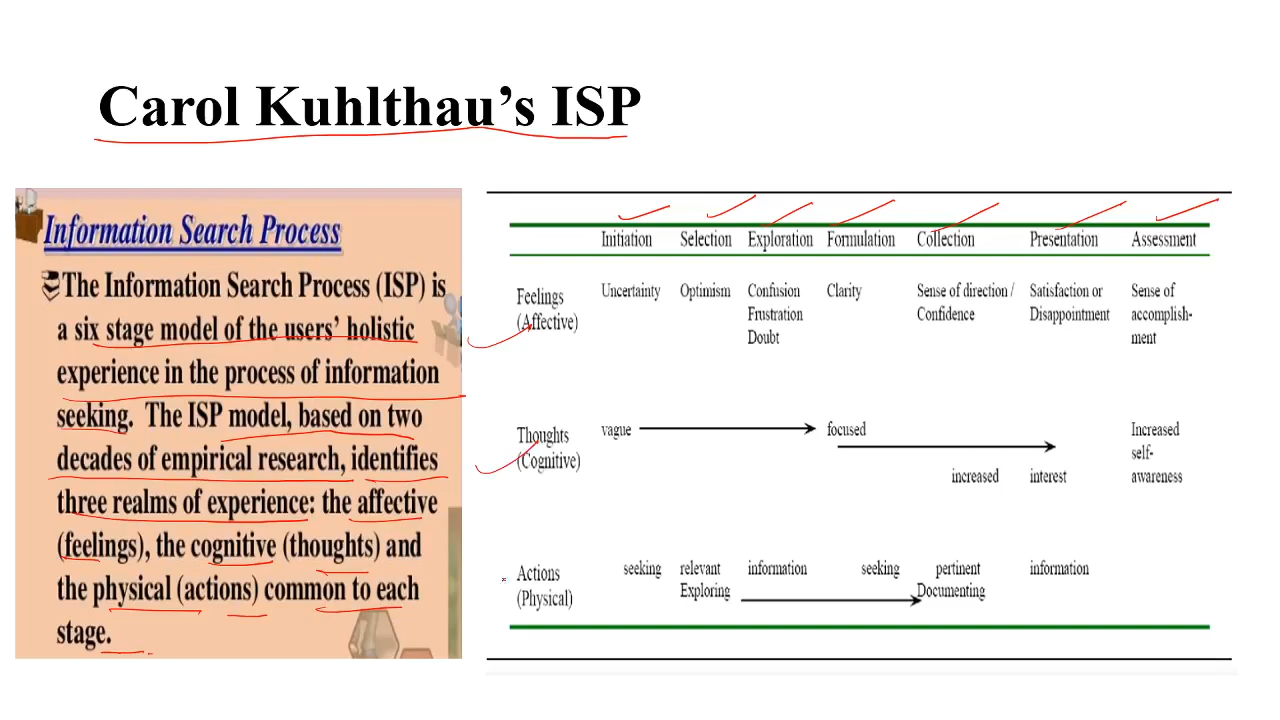 Carol Kuhlthau's ISP
Information Search Process
The Information Search Process (ISP) is
a six stage model of the users' holistic
experience in the process of information
seeking. The ISP model, based on two
decades of empirical research, identifies
three realms of experience: the affective
(feelings), the cognitive (thoughts) and
the physical (actions) common to each
stage.
Initiation Selection Exploration Formulation Collection Presentation Assessment
Feelings
(Affective)
Uncertainty
Optimism
Confusion
Frustration
Doubt
Clarity
Sense of direction /
Confidence
Satisfaction or
Disappointment
Sense of
accomplish-
ment
Thoughts
(Cognitive)
vague
focused
increased interest
Increased
self-
awareness
Actions
(Physical)
seeking relevant information seeking pertinent information
Exploring Documenting